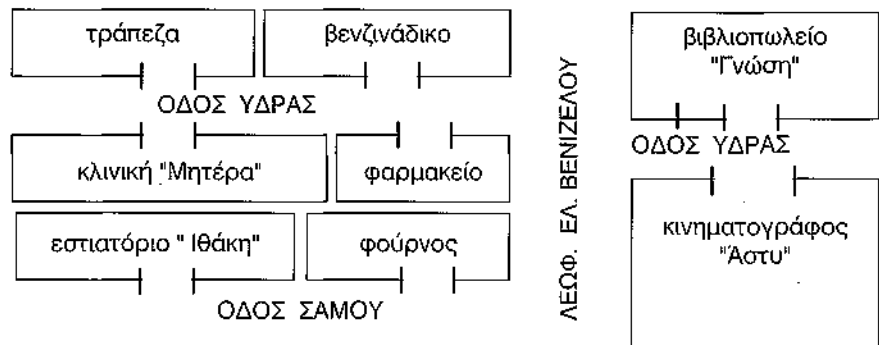 τράπεζα
βενζινάδικο
ΟΔΟΣ ΥΔΡΑΣ
κλινική "Μητέρα"
φαρμακείο
εστιατόριο " Ιθάκη"
φούρνος
ΟΔΟΣ ΣΑΜΟΥ
ΛΕΩΦ. ΕΛ. ΒΕΝΙΖΕΛΟΥ
βιβλιοπωλείο
"Γνώση"
ΟΔΟΣ ΥΔΡΑΣ
κινηματογράφος
"Άστυ"